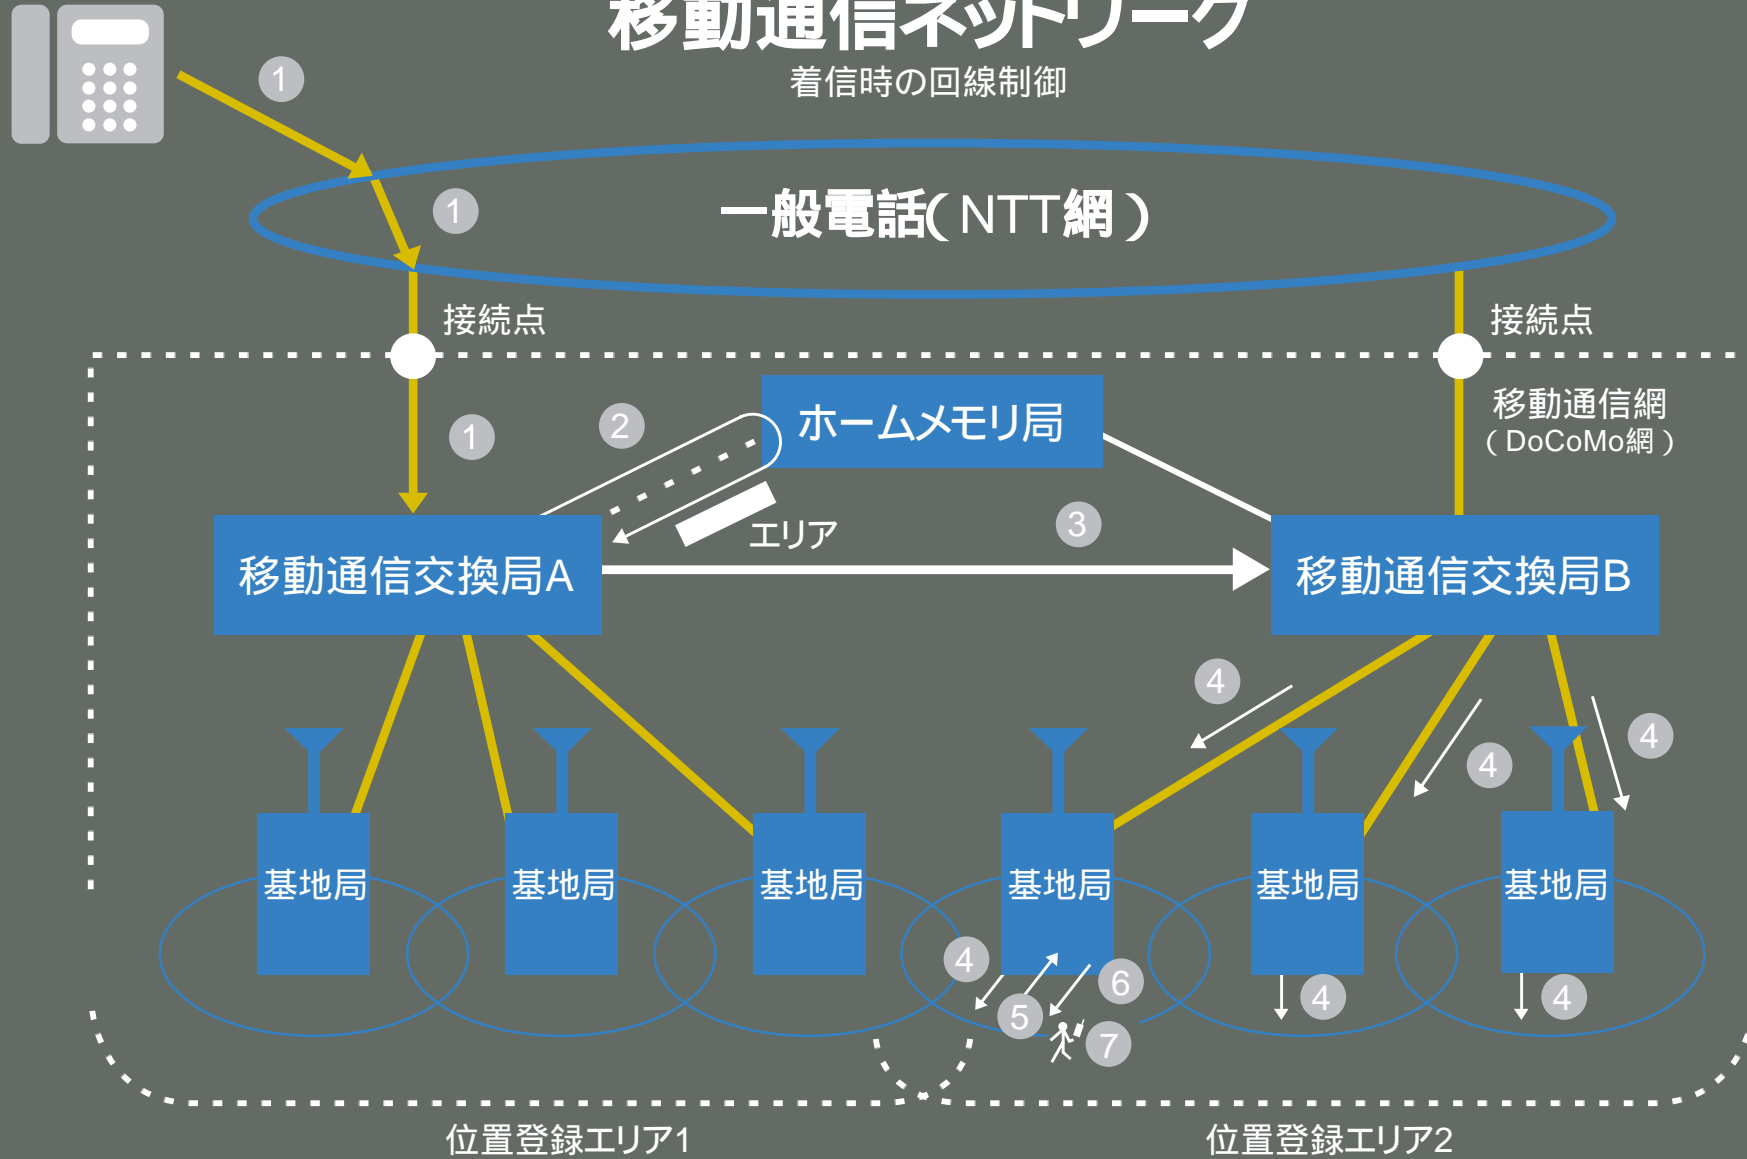 移動通信ネットワーク
着信時の回線制御
1
1
一般電話(NTT網)
接続点
接続点
移動通信網
(DoCoMo網)
ホームメモリ局
2
1
エリア
3
移動通信交換局A
移動通信交換局B
4
4
4
基地局
基地局
基地局
基地局
基地局
基地局
4
5
6
7
4
4
位置登録エリア1
位置登録エリア2